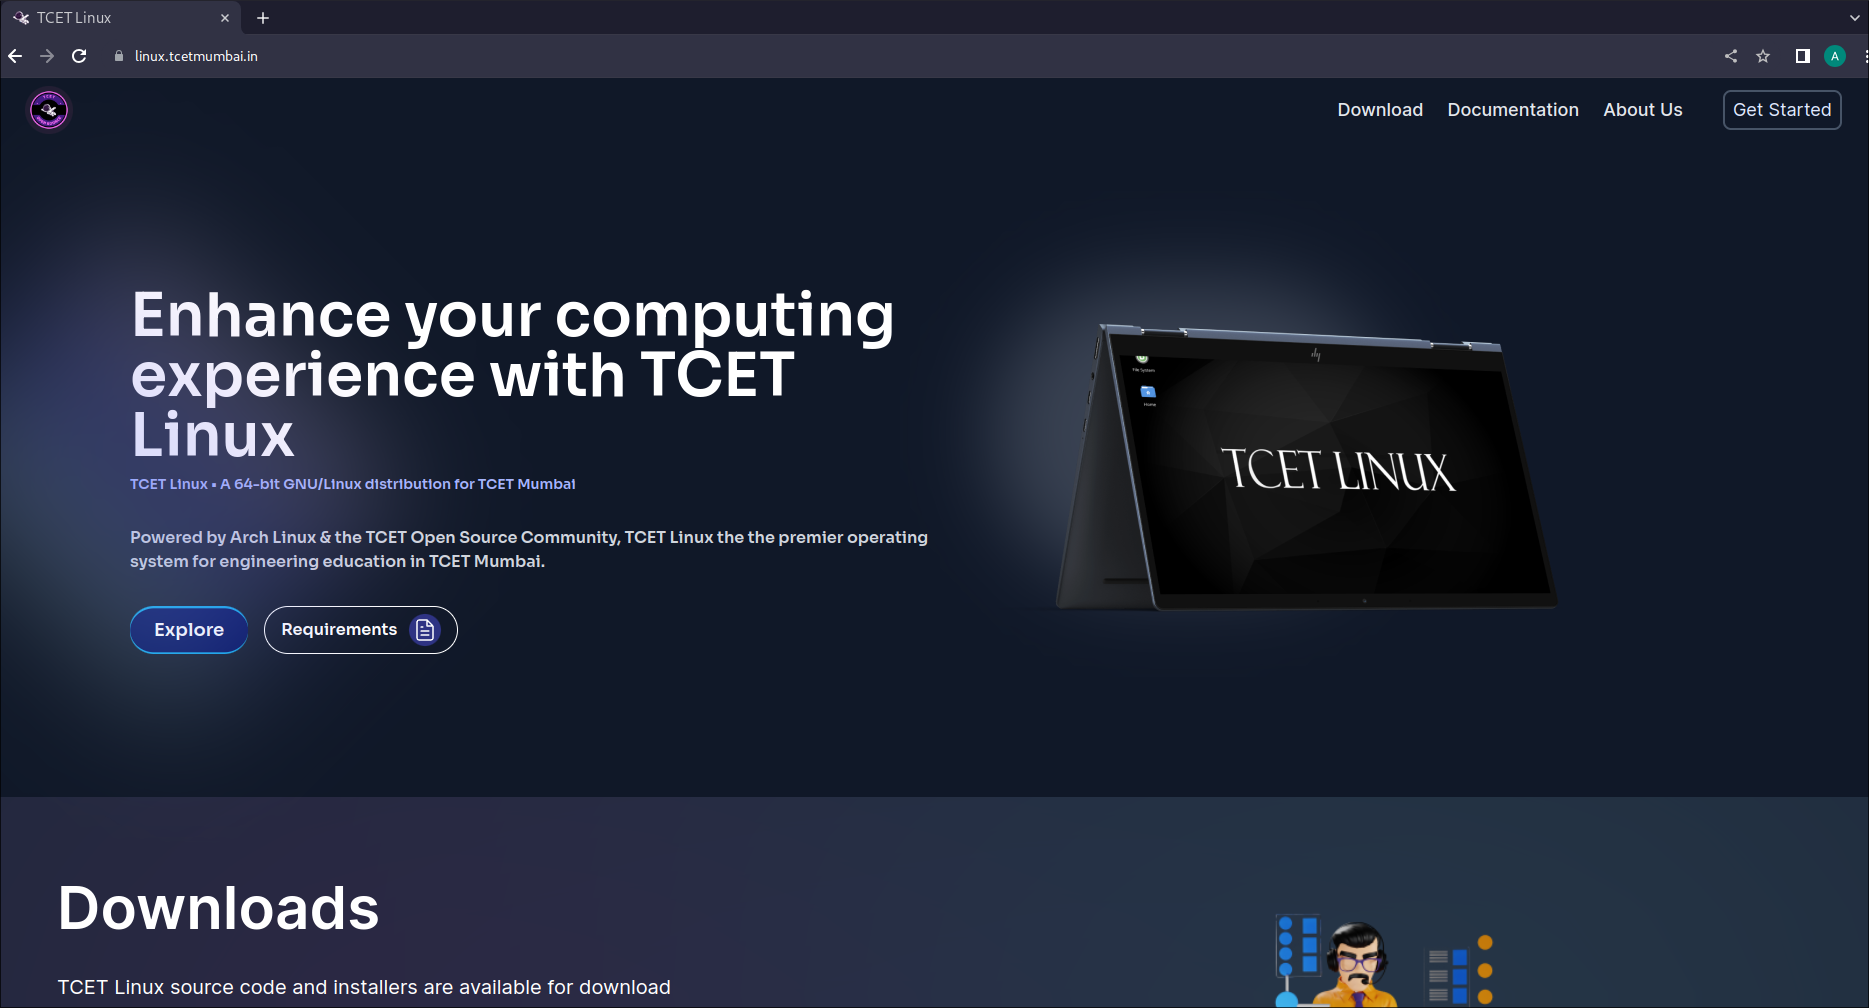 TCET Linux
linux.tcetmumbai.in
A
Download Documentation About Us Get Started
Enhance your computing
experience with TCET
Linux
TCET Linux • A 64-bit GNU/Linux distribution for TCET Mumbai
Powered by Arch Linux & the TCET Open Source Community, TCET Linux the the premier operating
system for engineering education in TCET Mumbai.
Explore
Requirements
File System
Home
hp
TCET LINUX
Downloads
TCET Linux source code and installers are available for download